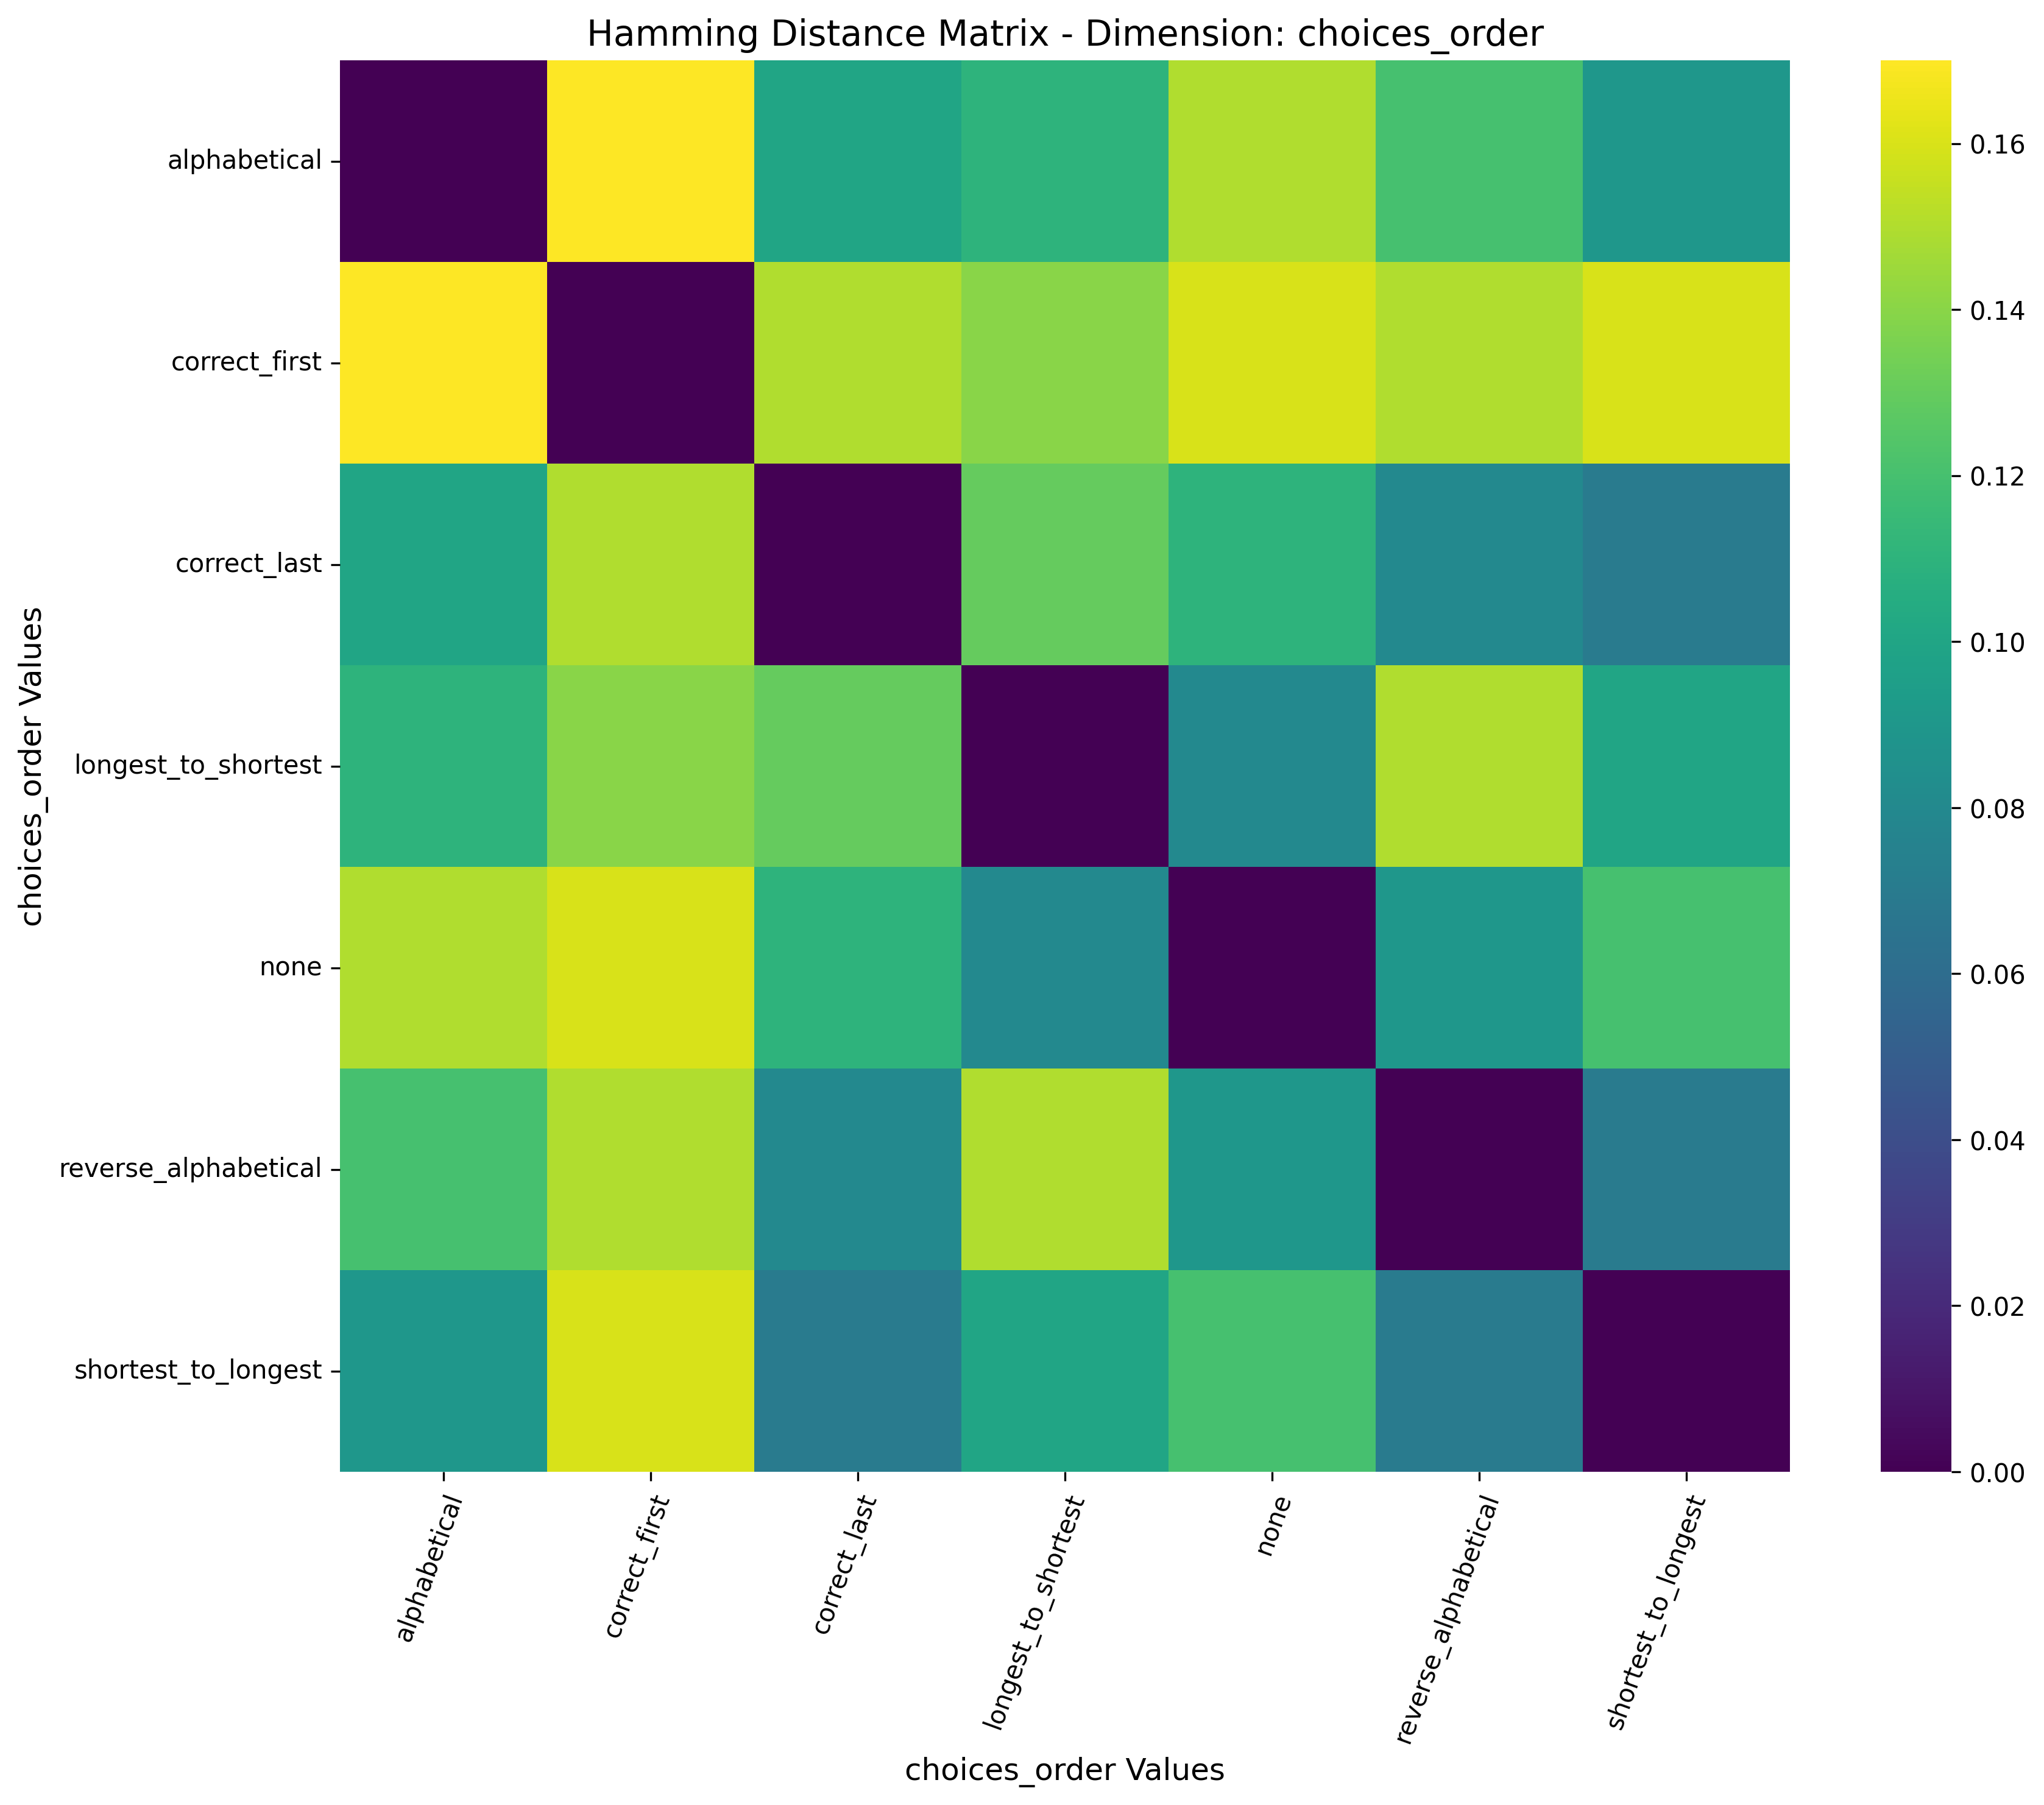 Hamming Distance Matrix - Dimension: choices_order
choices_order Values
alphabetical
correct_first
correct_last
longest_to_shortest
none
reverse_alphabetical
shortest_to_longest
0.16
0.14
0.12
0.10
0.08
0.06
0.04
0.02
0.00
alphabetical
correct_first
correct_last
longest_to_shortest
none
reverse_alphabetical
shortest_to_longest
choices_order Values